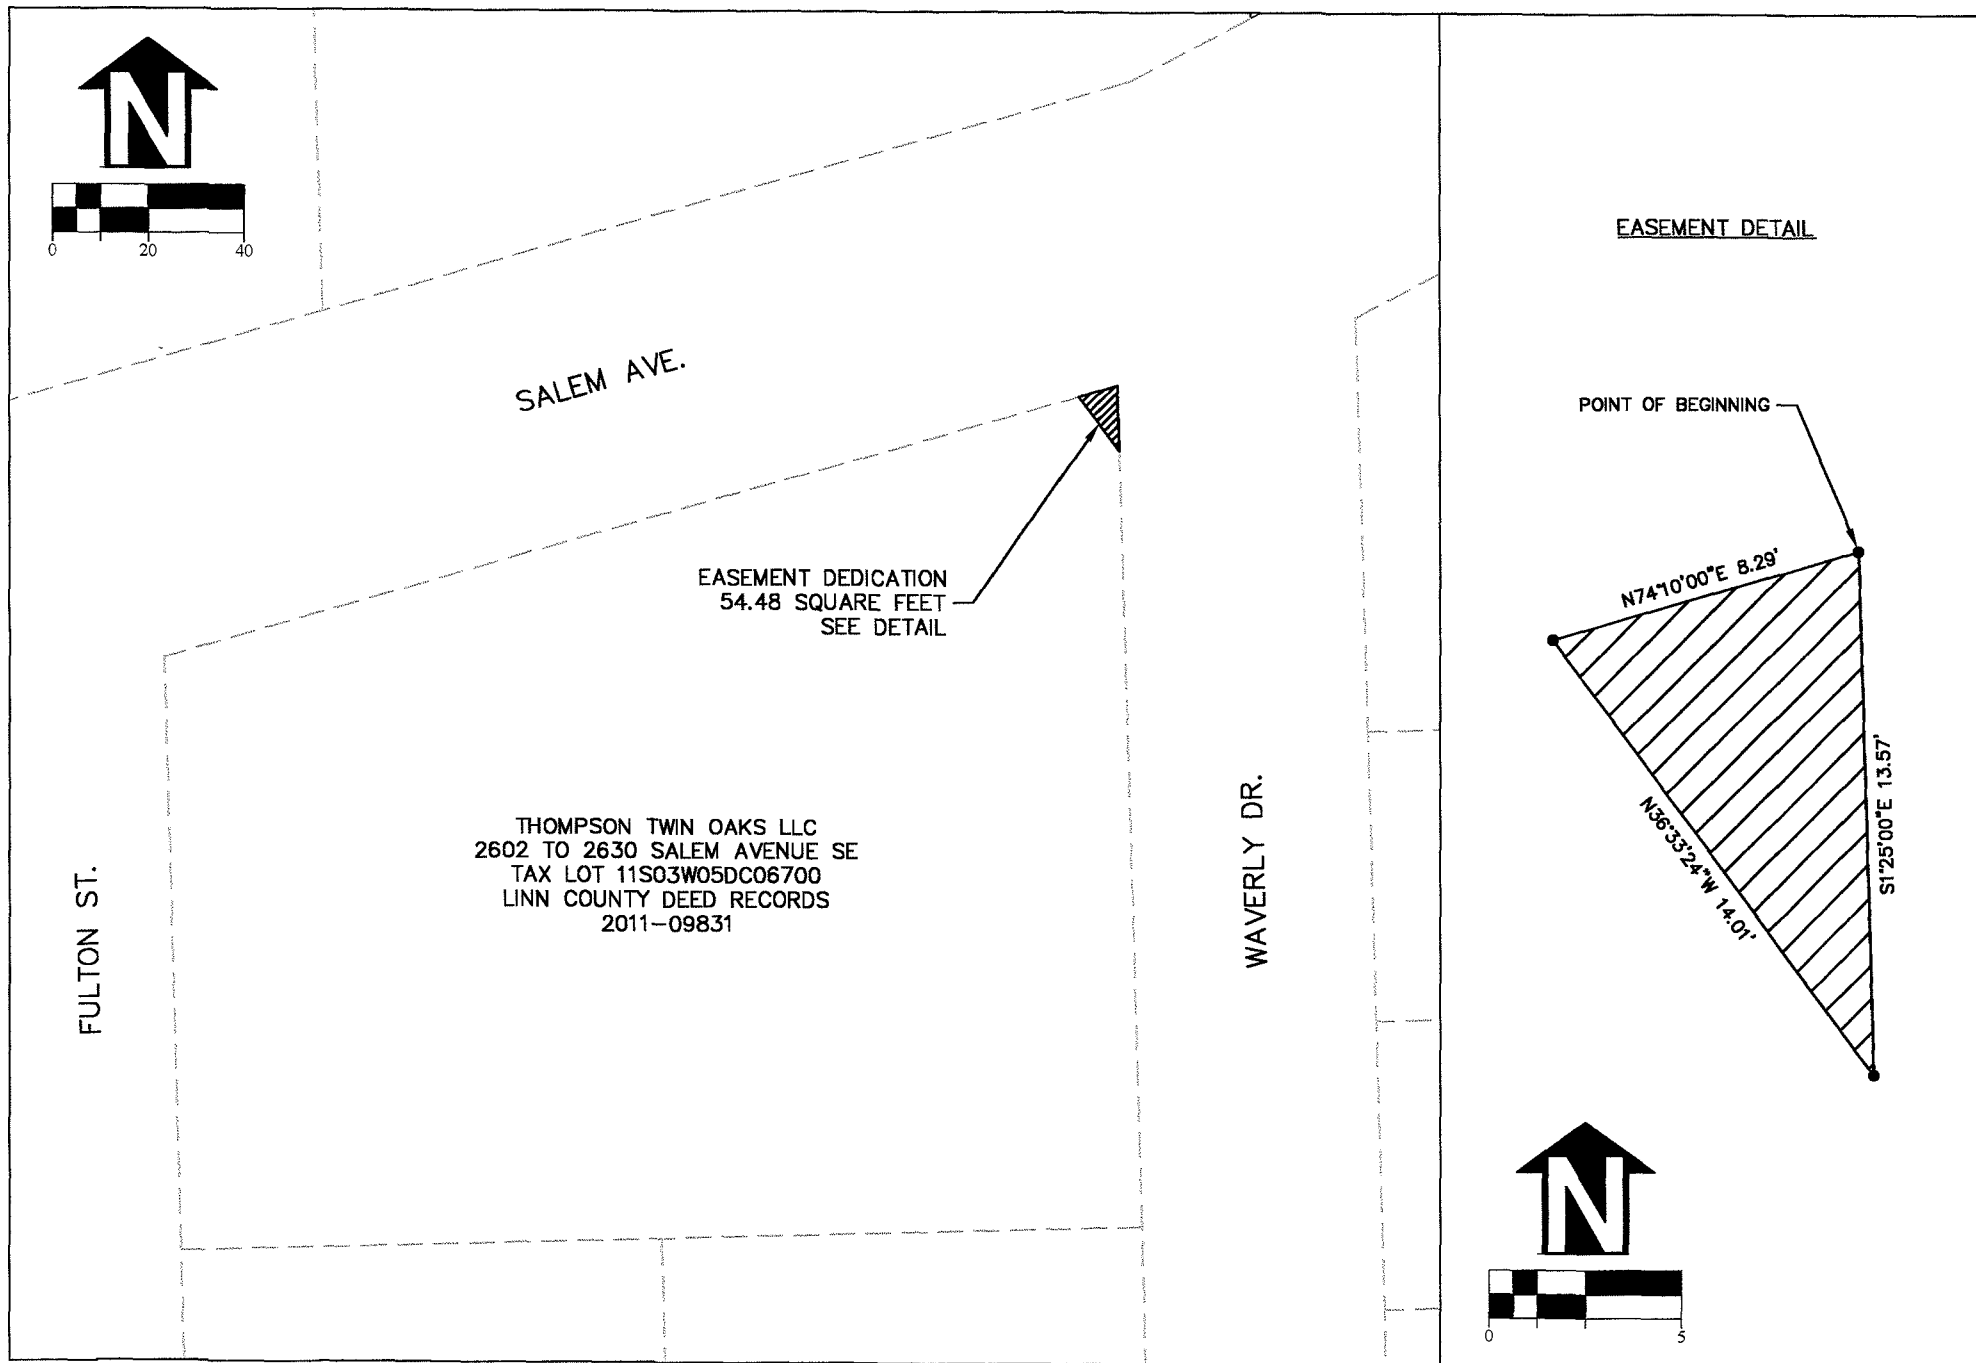 N
0 20 40
SALEM AVE.
EASEMENT DEDICATION
54.48 SQUARE FEET
SEE DETAIL
THOMPSON TWIN OAKS LLC
2602 TO 2630 SALEM AVENUE SE
TAX LOT 11S03W05DC06700
LINN COUNTY DEED RECORDS
2011-09831
FULTON ST.
WAVERLY DR.
EASEMENT DETAIL
POINT OF BEGINNING
N74°10'00"E 8.29'
S1°25'00"E 13.57'
N36°33'24"W 14.01'
N
0 5